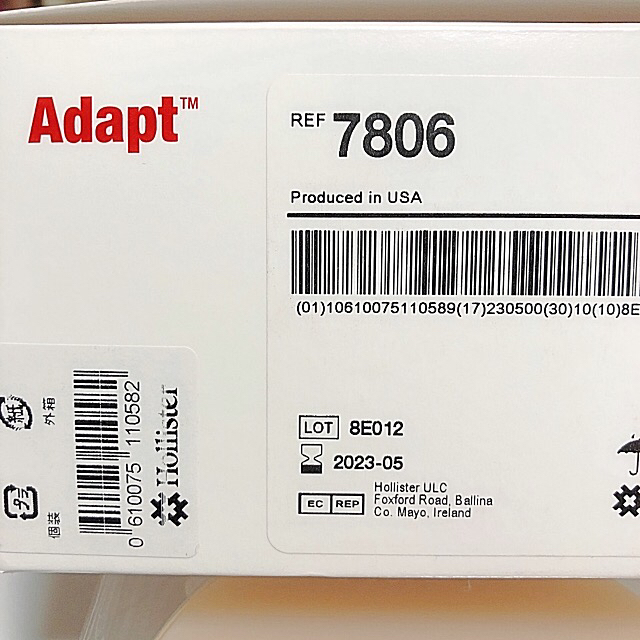 Adapt™
REF 7806
Produced in USA
(01)10610075110589(17)230500(30)10(10)8E
LOT 8E012
2023-05
EC REP
Hollister ULC
Foxford Road, Ballina
Co. Mayo, Ireland
紙
外箱
プラ
個装
0 610075 110582
Hollister